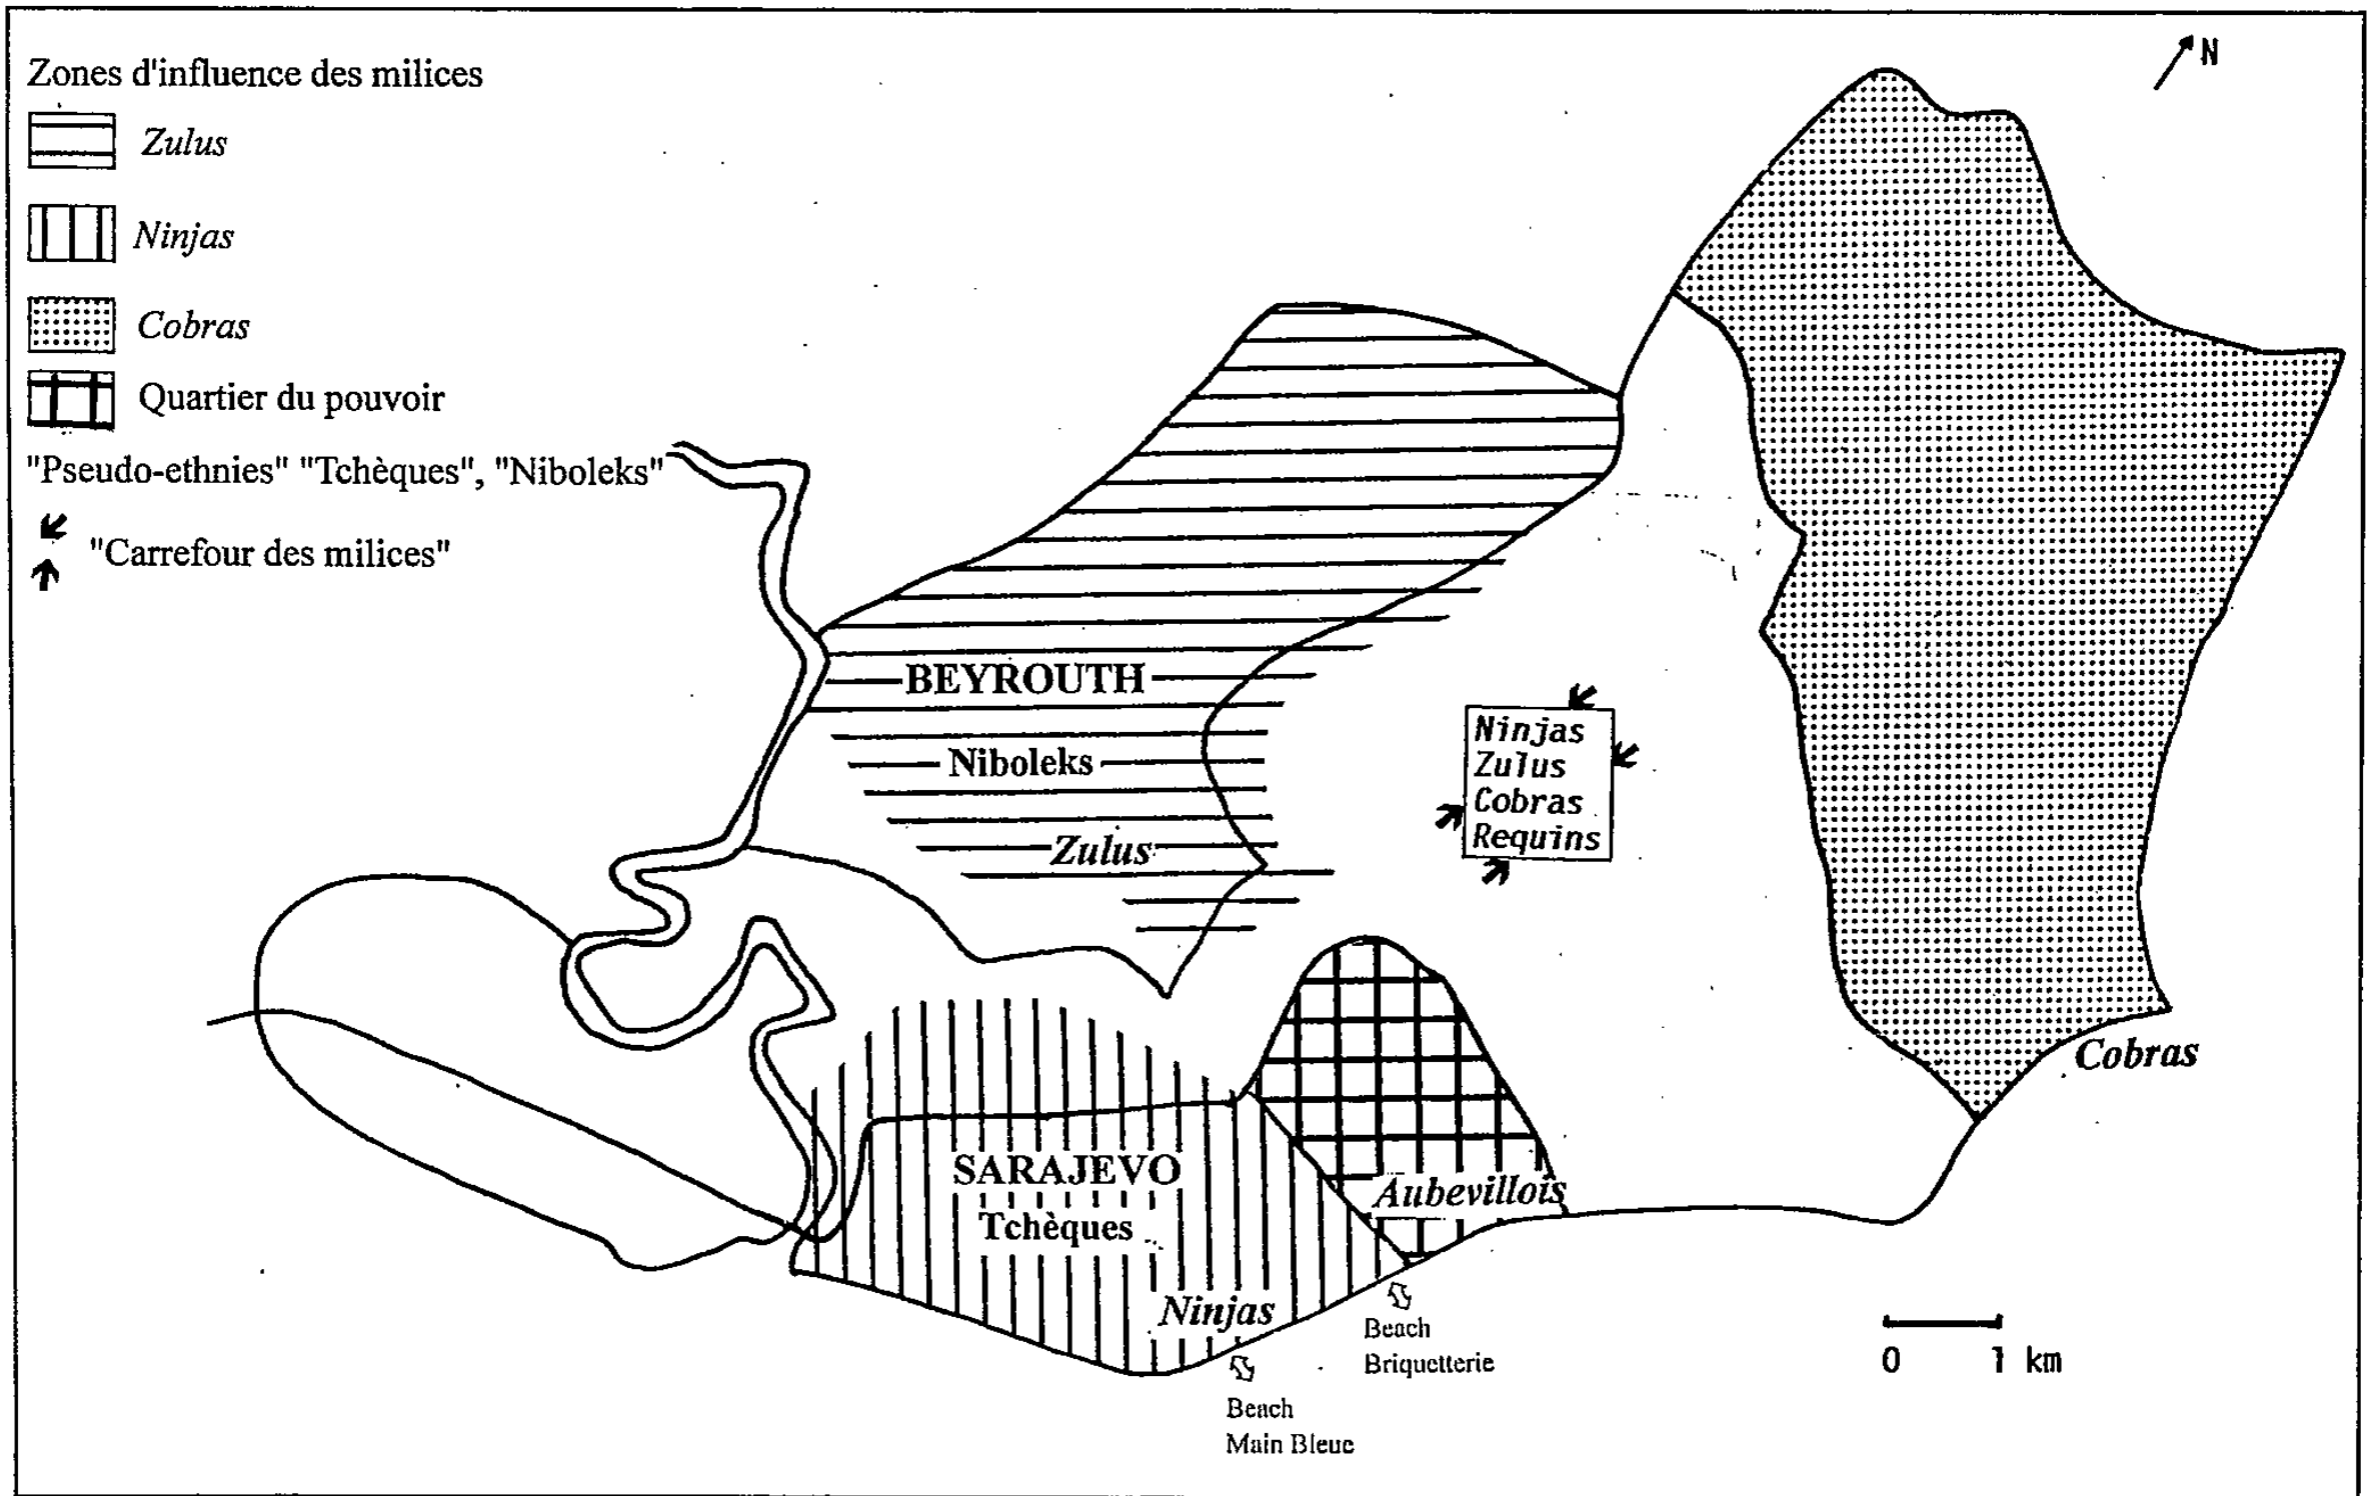 N
Zones d'influence des milices
Zulus
Ninjas
Cobras
Quartier du pouvoir
"Pseudo-ethnies" "Tchèques", "Niboleks"
"Carrefour des milices"
BEYROUTH
Niboleks
Zulus
Ninjas
Zulus
Cobras
Requins
Cobras
SARAJEVO
Tchèques
Aubevillois
Ninjas
Beach
Briquetterie
Beach
Main Bleue
0 1 km